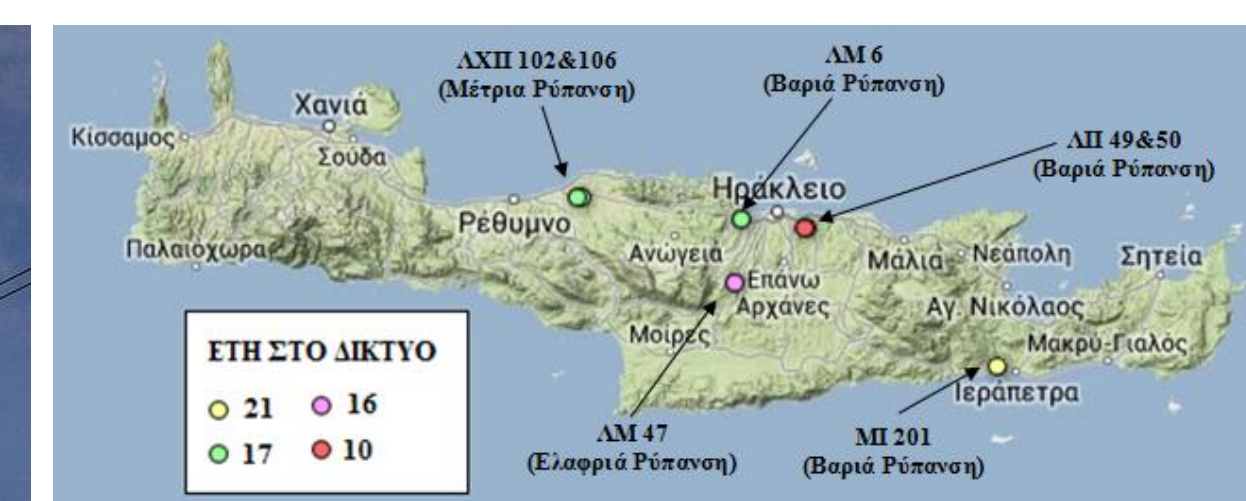 ΛΧΠ 102&106
(Μέτρια Ρύπανση)
ΛΜ 6
(Βαριά Ρύπανση)
ΛΠ 49&50
(Βαριά Ρύπανση)
Χανιά
Κίσσαμος
Σούδα
Ηράκλειο
Ρέθυμνο
Παλαιόχωρα
Ανώγεια
Μάλια
Νεάπολη
Σητεία
Επάνω
Αρχάνες
Αγ. Νικόλαος
Μοίρες
Μακρύ-Γιαλός
Ιεράπετρα
ΕΤΗ ΣΤΟ ΔΙΚΤΥΟ
21 16
17 10
ΛΜ 47
(Ελαφριά Ρύπανση)
ΜΙ 201
(Βαριά Ρύπανση)